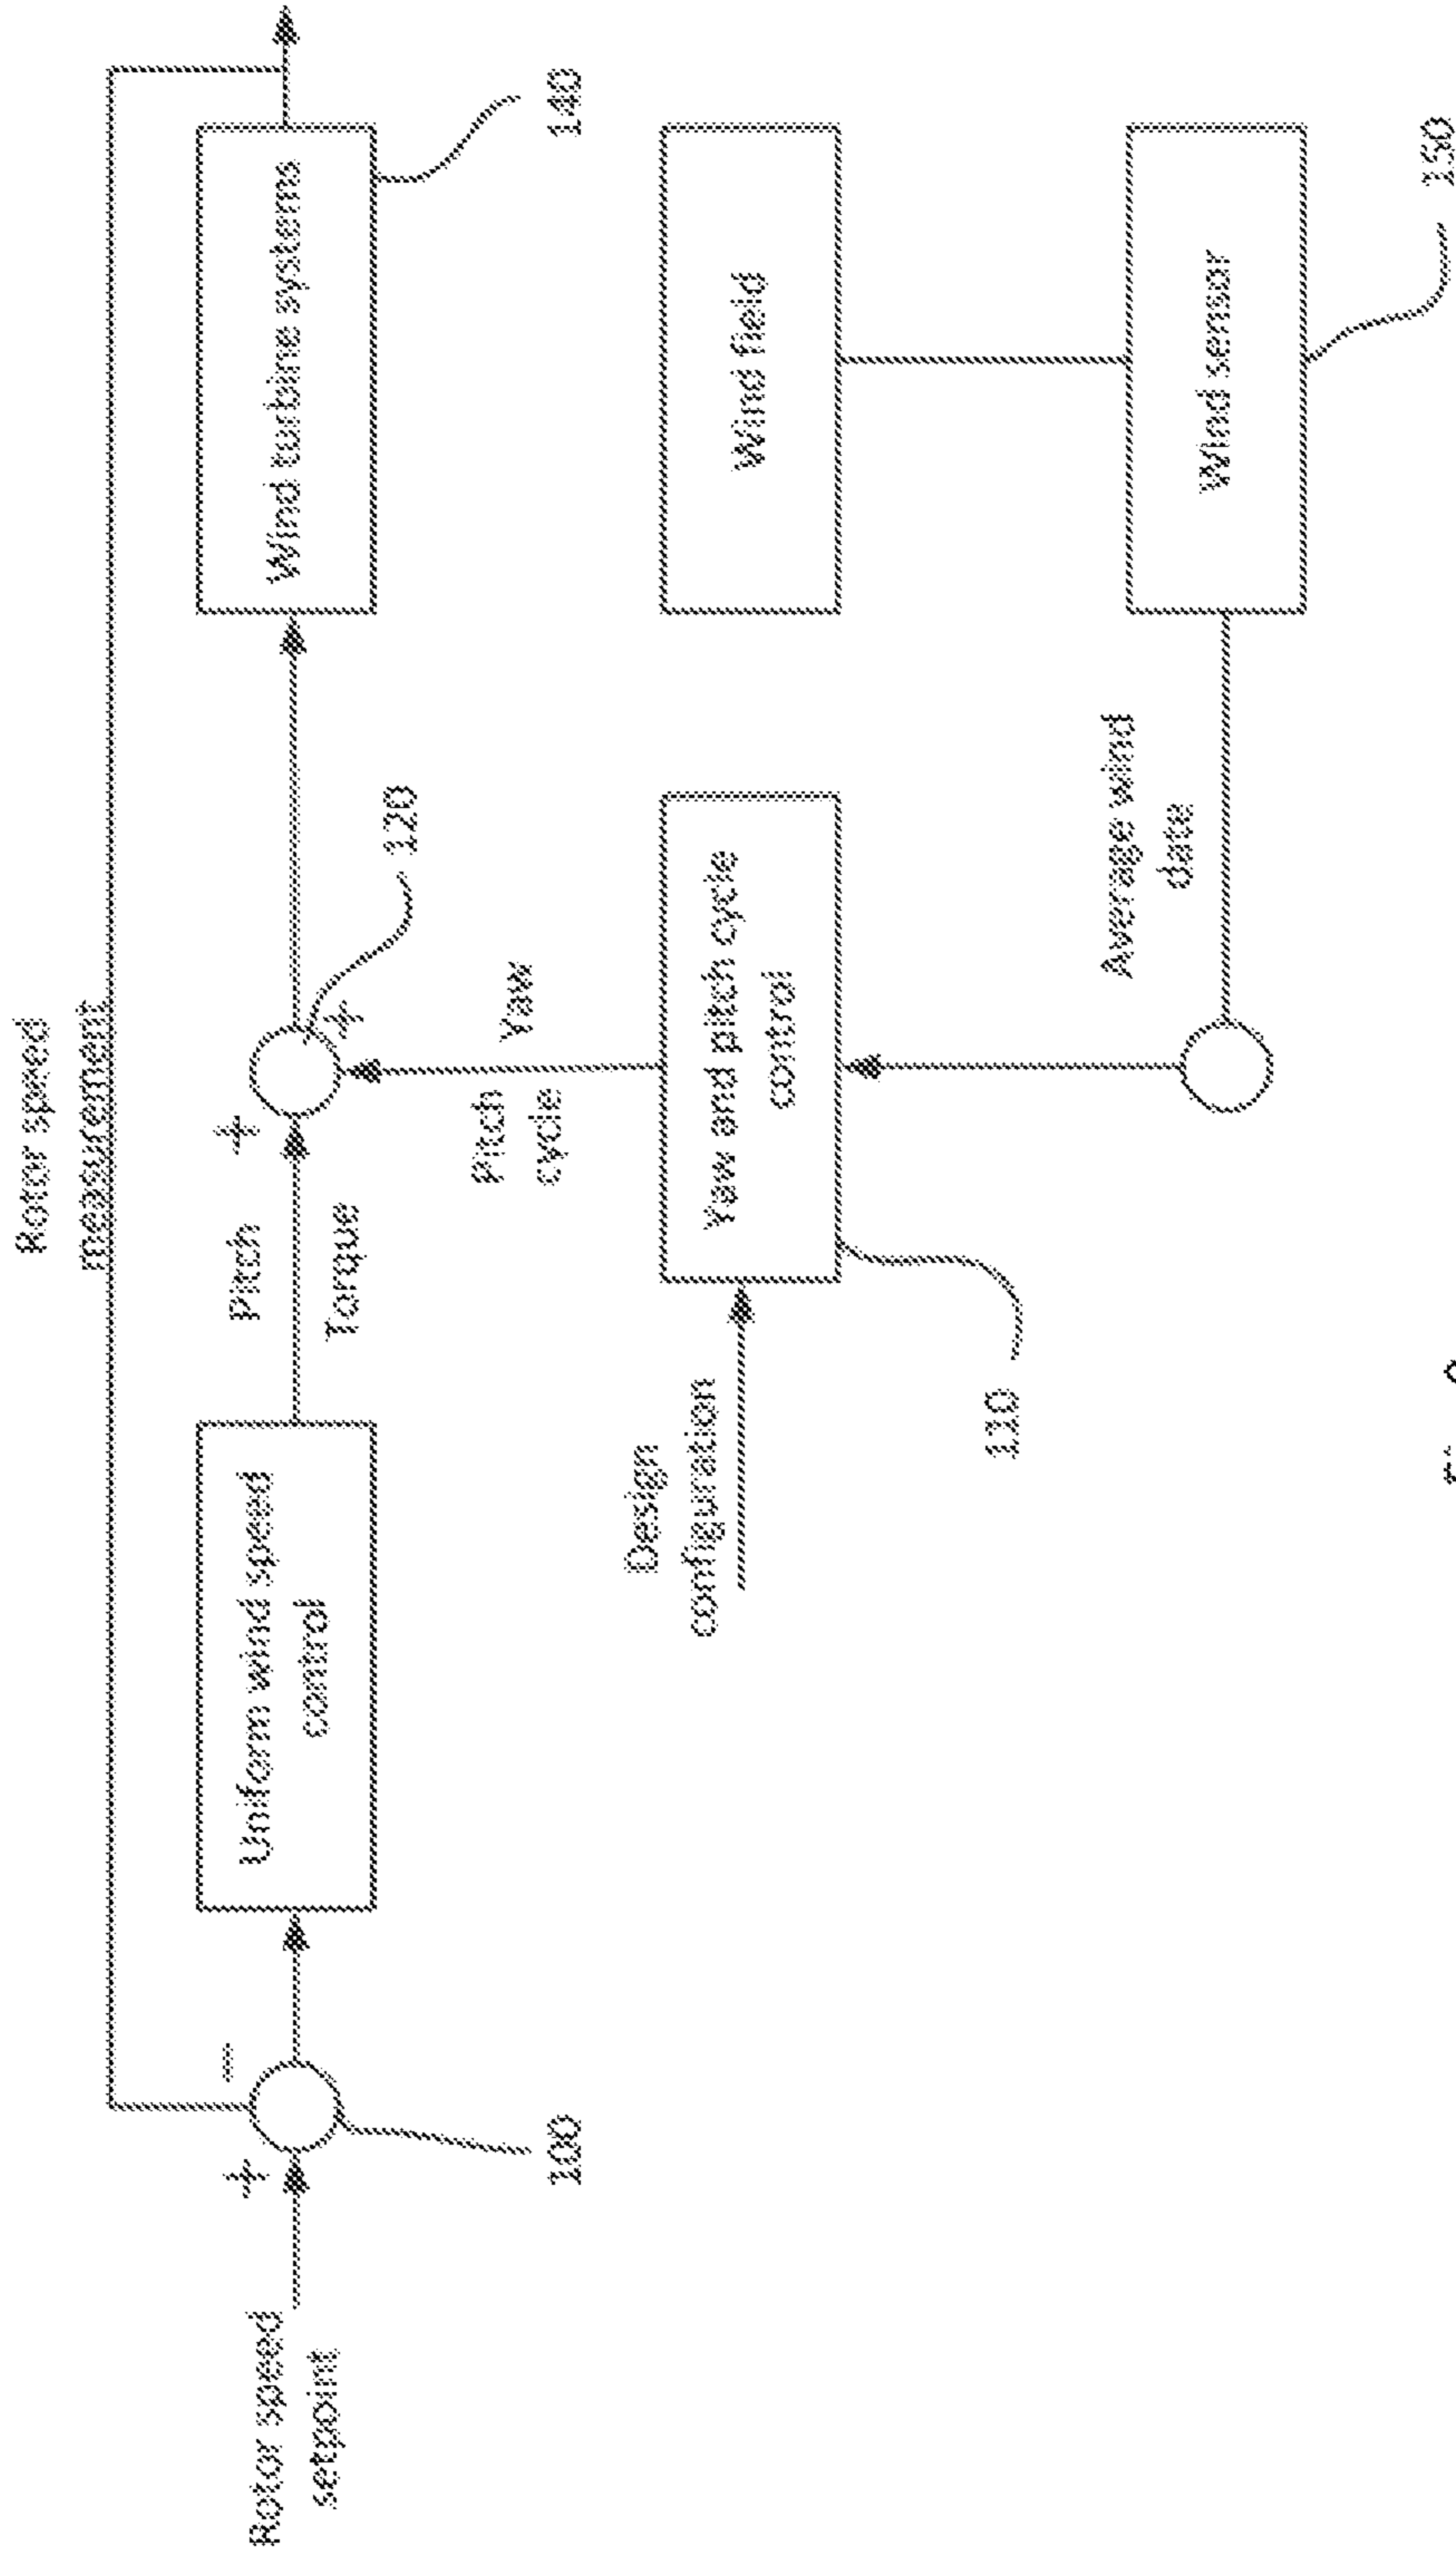 Rotor speed
measurement
Rotor speed
setpoint
+
−
100
Uniform wind speed
control
Pitch
Torque
+
+
120
Wind turbine systems
140
Pitch
cycle
Yaw
Design
configuration
Yaw and pitch cycle
control
110
Wind field
Average wind
date
Wind sensor
150